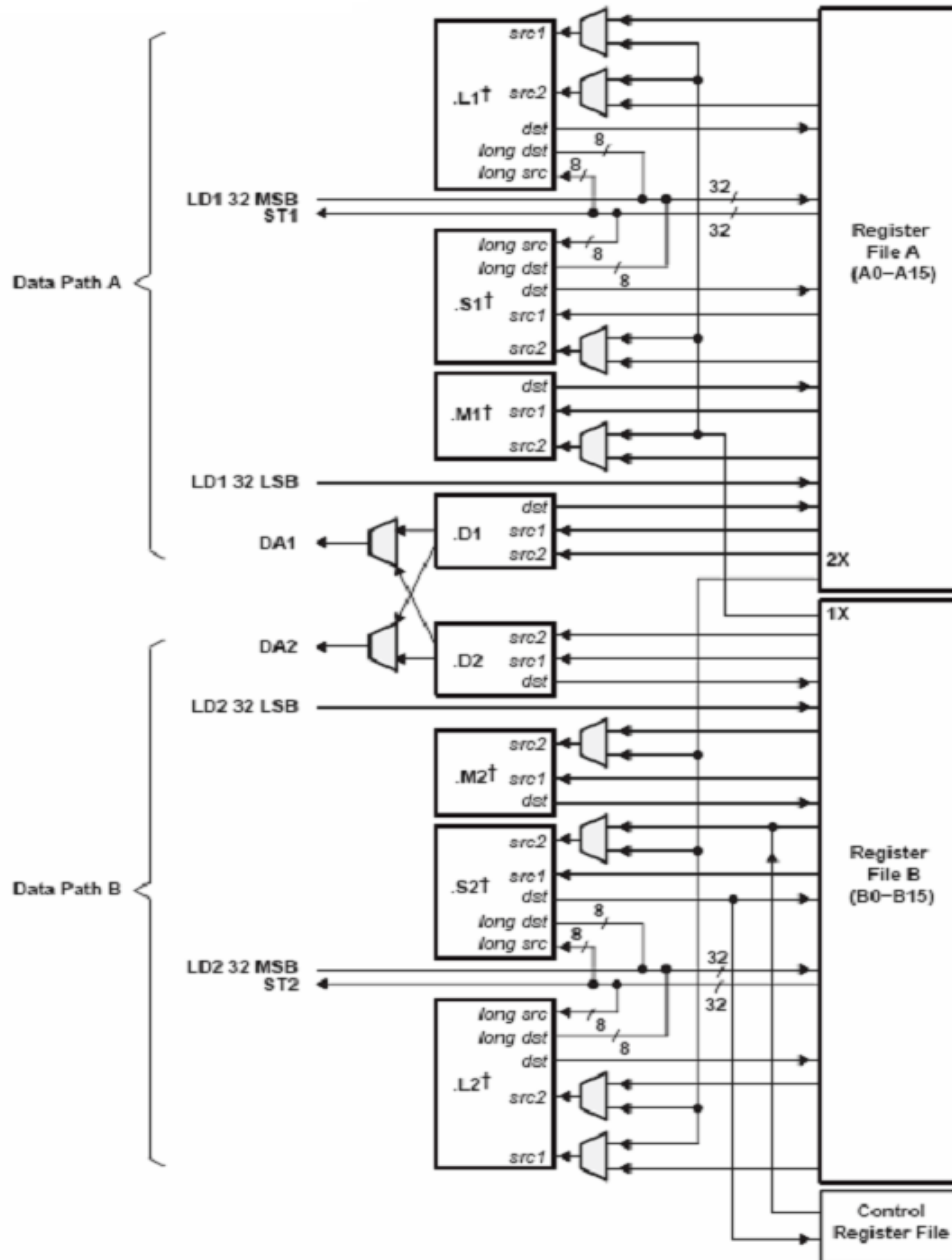 src1
.L1†
src2
dst
8
long dst
8
long src
LD1 32 MSB
32
ST1
32
Register
File A
(A0–A15)
long src
8
long dst
8
dst
.S1†
src1
src2
Data Path A
dst
.M1†
src1
src2
LD1 32 LSB
dst
.D1
src1
src2
DA1
2X
1X
DA2
src2
.D2
src1
dst
LD2 32 LSB
src2
.M2†
src1
dst
src2
.S2†
src1
dst
8
long dst
8
long src
Register
File B
(B0–B15)
Data Path B
LD2 32 MSB
32
ST2
32
long src
8
long dst
8
dst
.L2†
src2
src1
Control
Register File